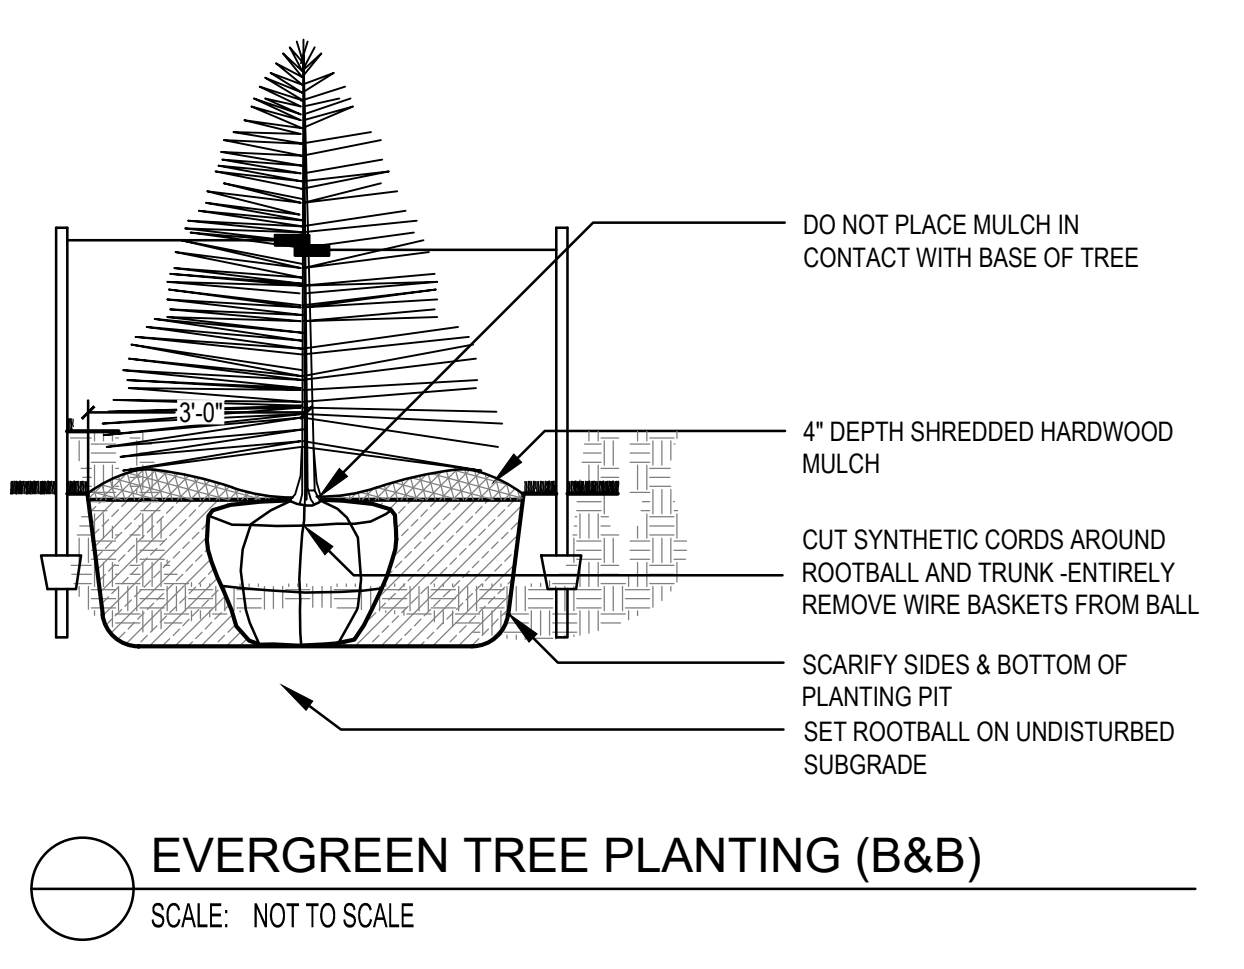 DO NOT PLACE MULCH IN
CONTACT WITH BASE OF TREE
3'-0"
4" DEPTH SHREDDED HARDWOOD
MULCH
CUT SYNTHETIC CORDS AROUND
ROOTBALL AND TRUNK -ENTIRELY
REMOVE WIRE BASKETS FROM BALL
SCARIFY SIDES & BOTTOM OF
PLANTING PIT
SET ROOTBALL ON UNDISTURBED
SUBGRADE
EVERGREEN TREE PLANTING (B&B)
SCALE: NOT TO SCALE